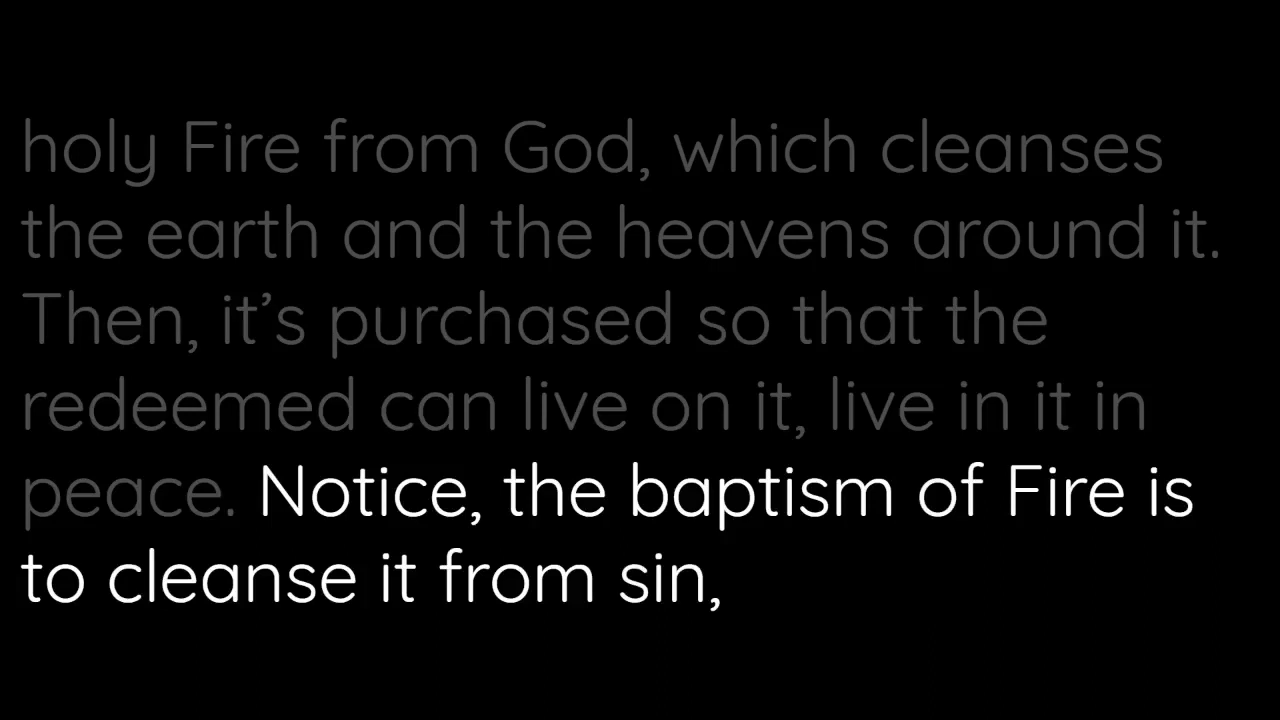 holy Fire from God, which cleanses
the earth and the heavens around it.
Then, it’s purchased so that the
redeemed can live on it, live in it in
peace. Notice, the baptism of Fire is
to cleanse it from sin,